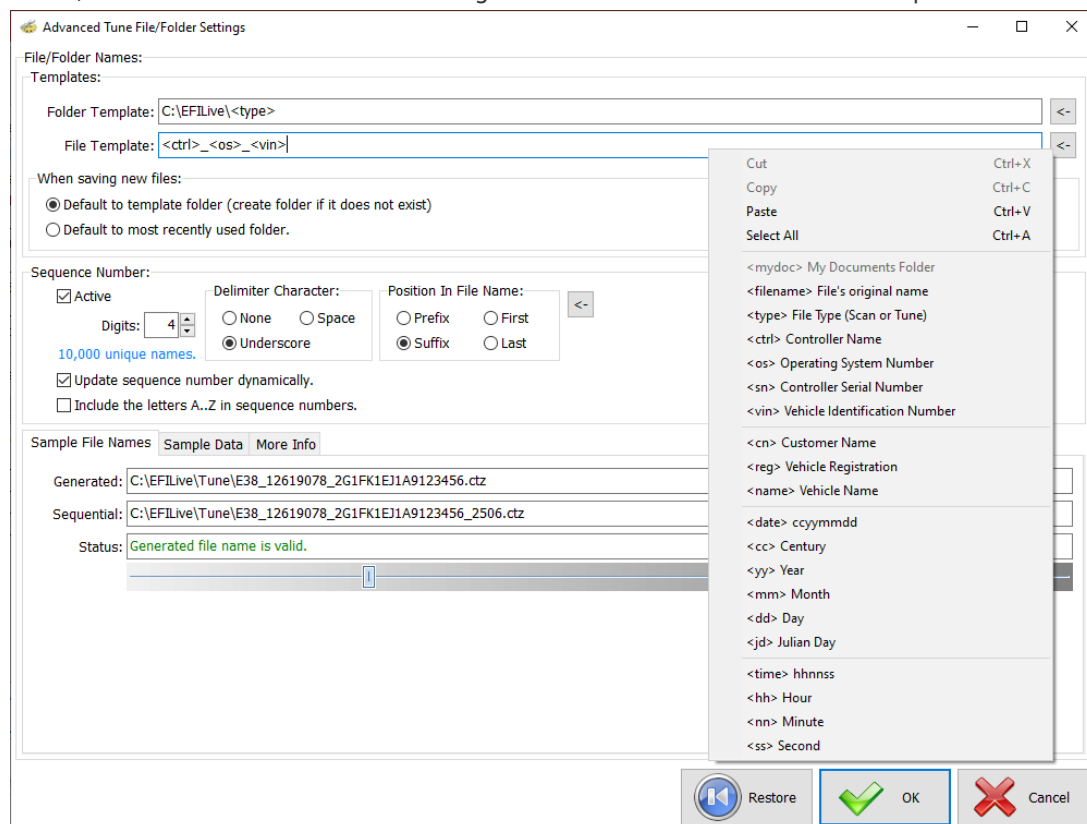 Advanced Tune File/Folder Settings
File/Folder Names:
Templates:
Folder Template: C:\EFILive\<type> <-
File Template: <ctrl>_<os>_<vin> <-
When saving new files:
Default to template folder (create folder if it does not exist)
Default to most recently used folder.
Sequence Number:
Active
Digits: 4
10,000 unique names.
Delimiter Character:
None Space
Underscore
Position In File Name:
Prefix First
Suffix Last
<-
Update sequence number dynamically.
Include the letters A..Z in sequence numbers.
Sample File Names Sample Data More Info
Generated: C:\EFILive\Tune\E38_12619078_2G1FK1EJ1A9123456.ctz
Sequential: C:\EFILive\Tune\E38_12619078_2G1FK1EJ1A9123456_2506.ctz
Status: Generated file name is valid.
Cut Ctrl+X
Copy Ctrl+C
Paste Ctrl+V
Select All Ctrl+A
<mydoc> My Documents Folder
<filename> File's original name
<type> File Type (Scan or Tune)
<ctrl> Controller Name
<os> Operating System Number
<sn> Controller Serial Number
<vin> Vehicle Identification Number
<cn> Customer Name
<reg> Vehicle Registration
<name> Vehicle Name
<date> ccyymmdd
<cc> Century
<yy> Year
<mm> Month
<dd> Day
<jd> Julian Day
<time> hhnnss
<hh> Hour
<nn> Minute
<ss> Second
Restore OK Cancel